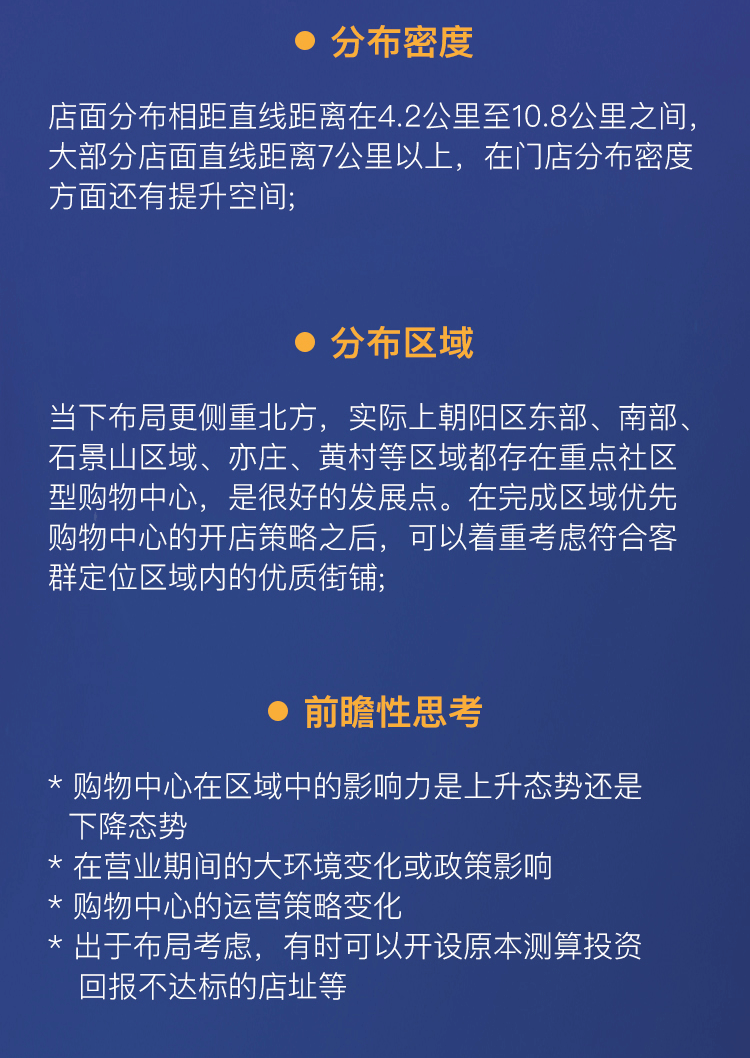 ● 分布密度
店面分布相距直线距离在4.2公里至10.8公里之间,
大部分店面直线距离7公里以上，在门店分布密度
方面还有提升空间;
● 分布区域
当下布局更侧重北方，实际上朝阳区东部、南部、
石景山区域、亦庄、黄村等区域都存在重点社区
型购物中心，是很好的发展点。在完成区域优先
购物中心的开店策略之后，可以着重考虑符合客
群定位区域内的优质街铺;
● 前瞻性思考
* 购物中心在区域中的影响力是上升态势还是
下降态势
* 在营业期间的大环境变化或政策影响
* 购物中心的运营策略变化
* 出于布局考虑，有时可以开设原本测算投资
回报不达标的店址等